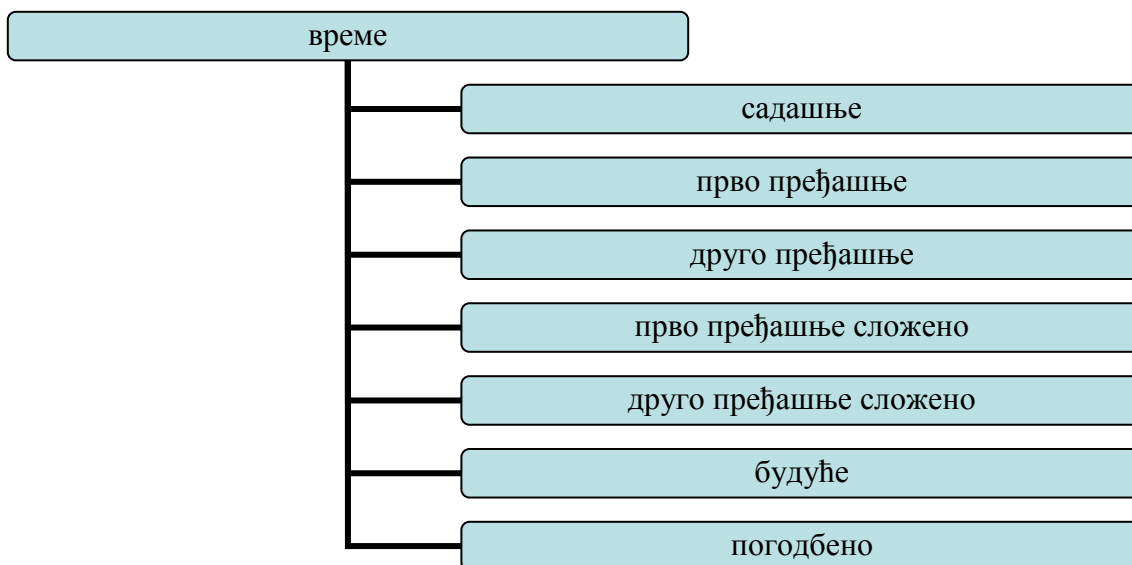 време
садашње
прво пређашње
друго пређашње
прво пређашње сложено
друго пређашње сложено
будуће
погодбено